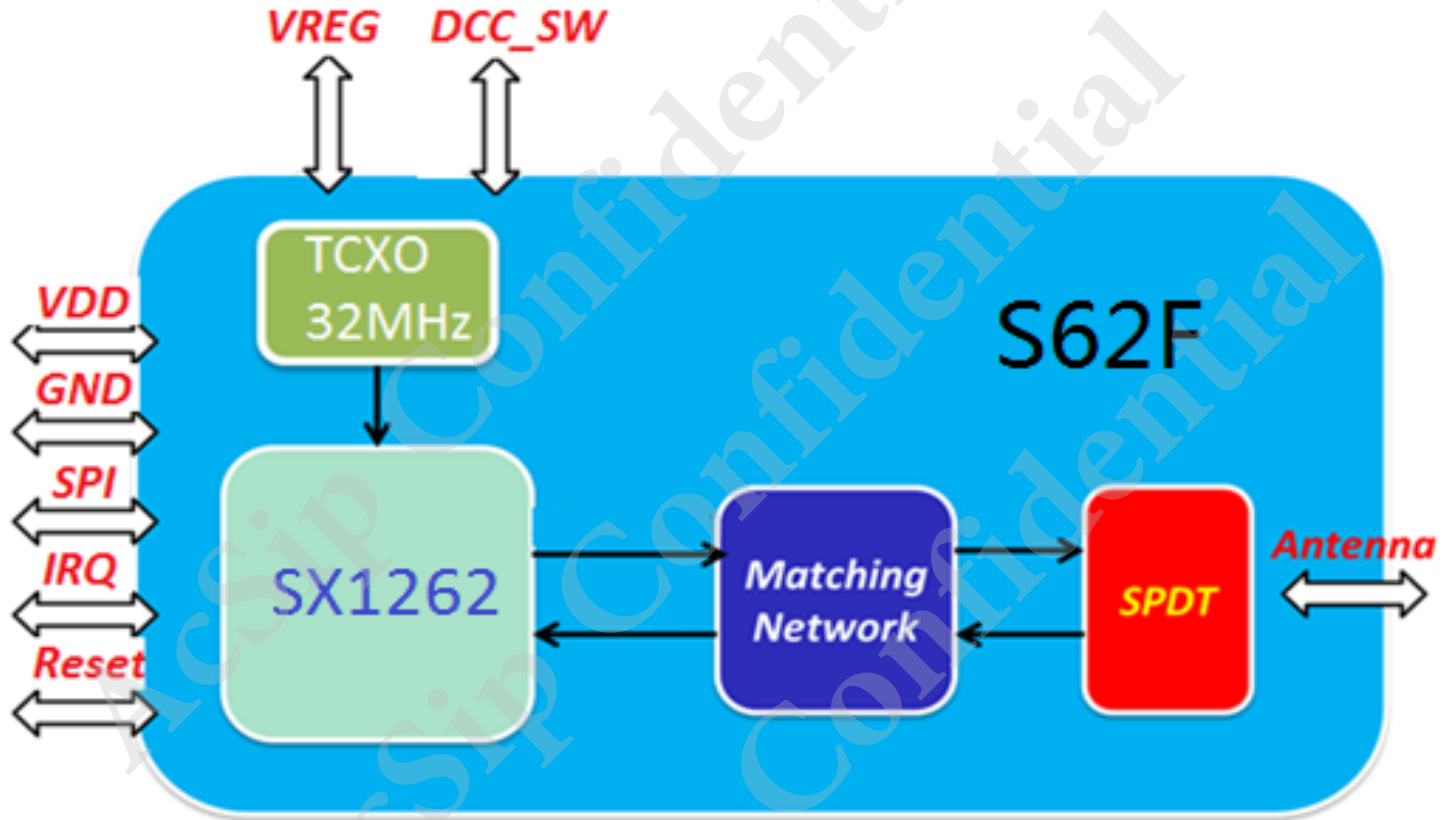 VREG DCC_SW
TCXO
32MHz
S62F
VDD
GND
SPI
IRQ
Reset
SX1262
Matching
Network
SPDT
Antenna
AcSip Confidential
AcSip Confidential
Confidential